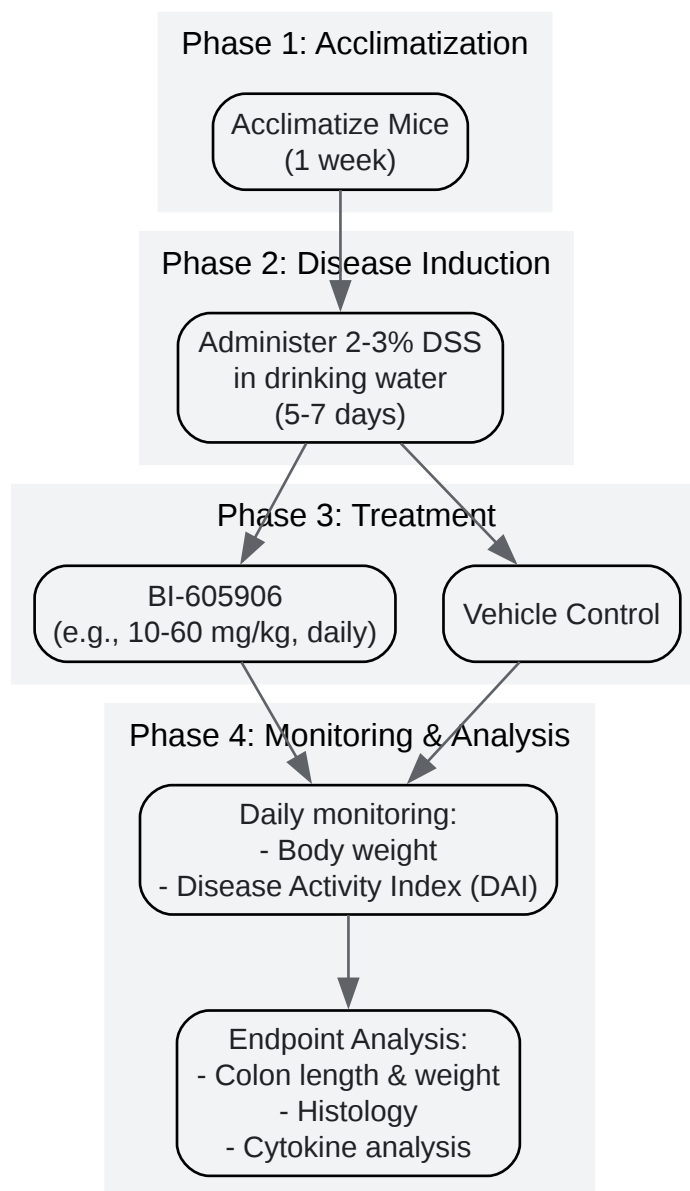 Phase 1: Acclimatization
Acclimatize Mice
(1 week)
Phase 2: Disease Induction
Administer 2-3% DSS
in drinking water
(5-7 days)
Phase 3: Treatment
BI-605906
(e.g., 10-60 mg/kg, daily)
Vehicle Control
Phase 4: Monitoring & Analysis
Daily monitoring:
- Body weight
- Disease Activity Index (DAI)
Endpoint Analysis:
- Colon length & weight
- Histology
- Cytokine analysis